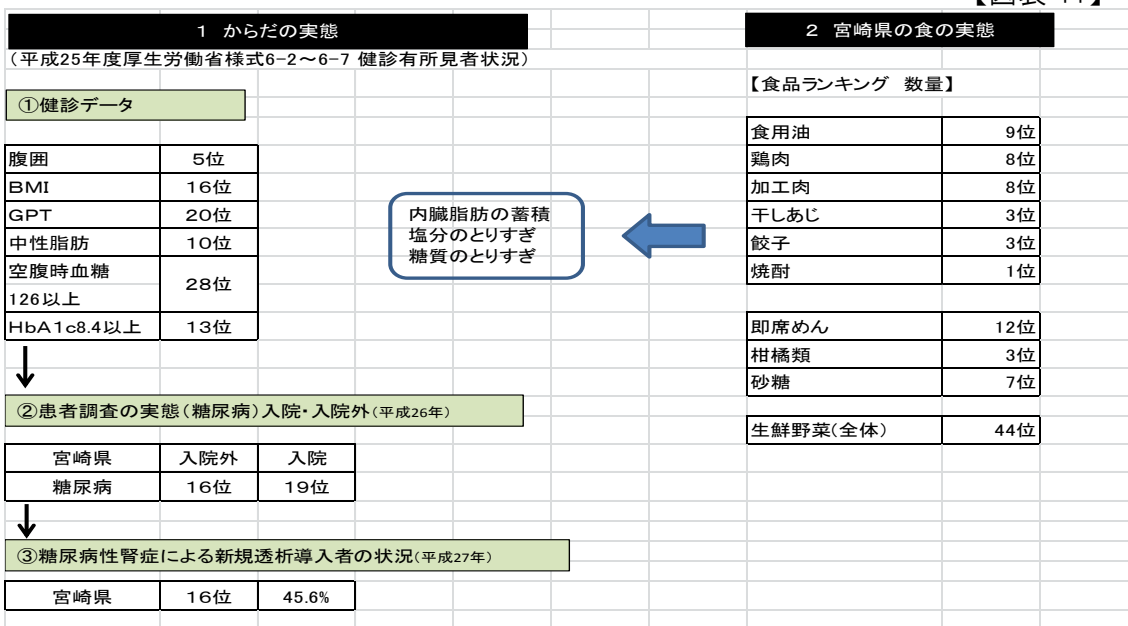 1 からだの実態
(平成25年度厚生労働省様式6-2～6-7 健診有所見者状況)
①健診データ
腹囲 5位
BMI 16位
GPT 20位
中性脂肪 10位
空腹時血糖
126以上 28位
HbA1c8.4以上 13位
②患者調査の実態(糖尿病)入院・入院外(平成26年)
宮崎県 入院外 入院
糖尿病 16位 19位
③糖尿病性腎症による新規透析導入者の状況(平成27年)
宮崎県 16位 45.6%
内臓脂肪の蓄積
塩分のとりすぎ
糖質のとりすぎ
2 宮崎県の食の実態
【食品ランキング 数量】
食用油 9位
鶏肉 8位
加工肉 8位
干しあじ 3位
餃子 3位
焼酎 1位
即席めん 12位
柑橘類 3位
砂糖 7位
生鮮野菜(全体) 44位